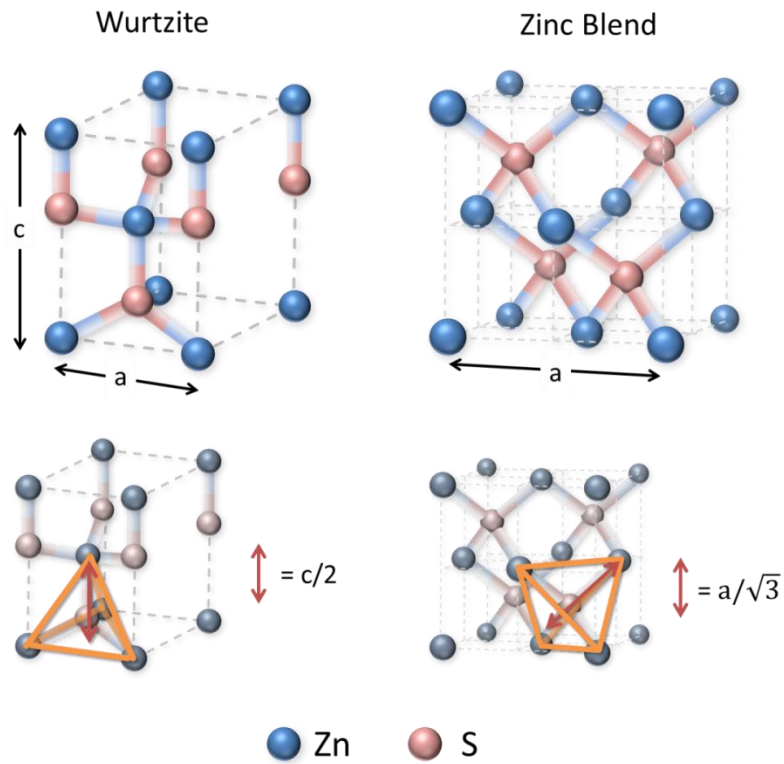 Wurtzite
Zinc Blend
c
a
a
= c/2
= a/√3
Zn
S